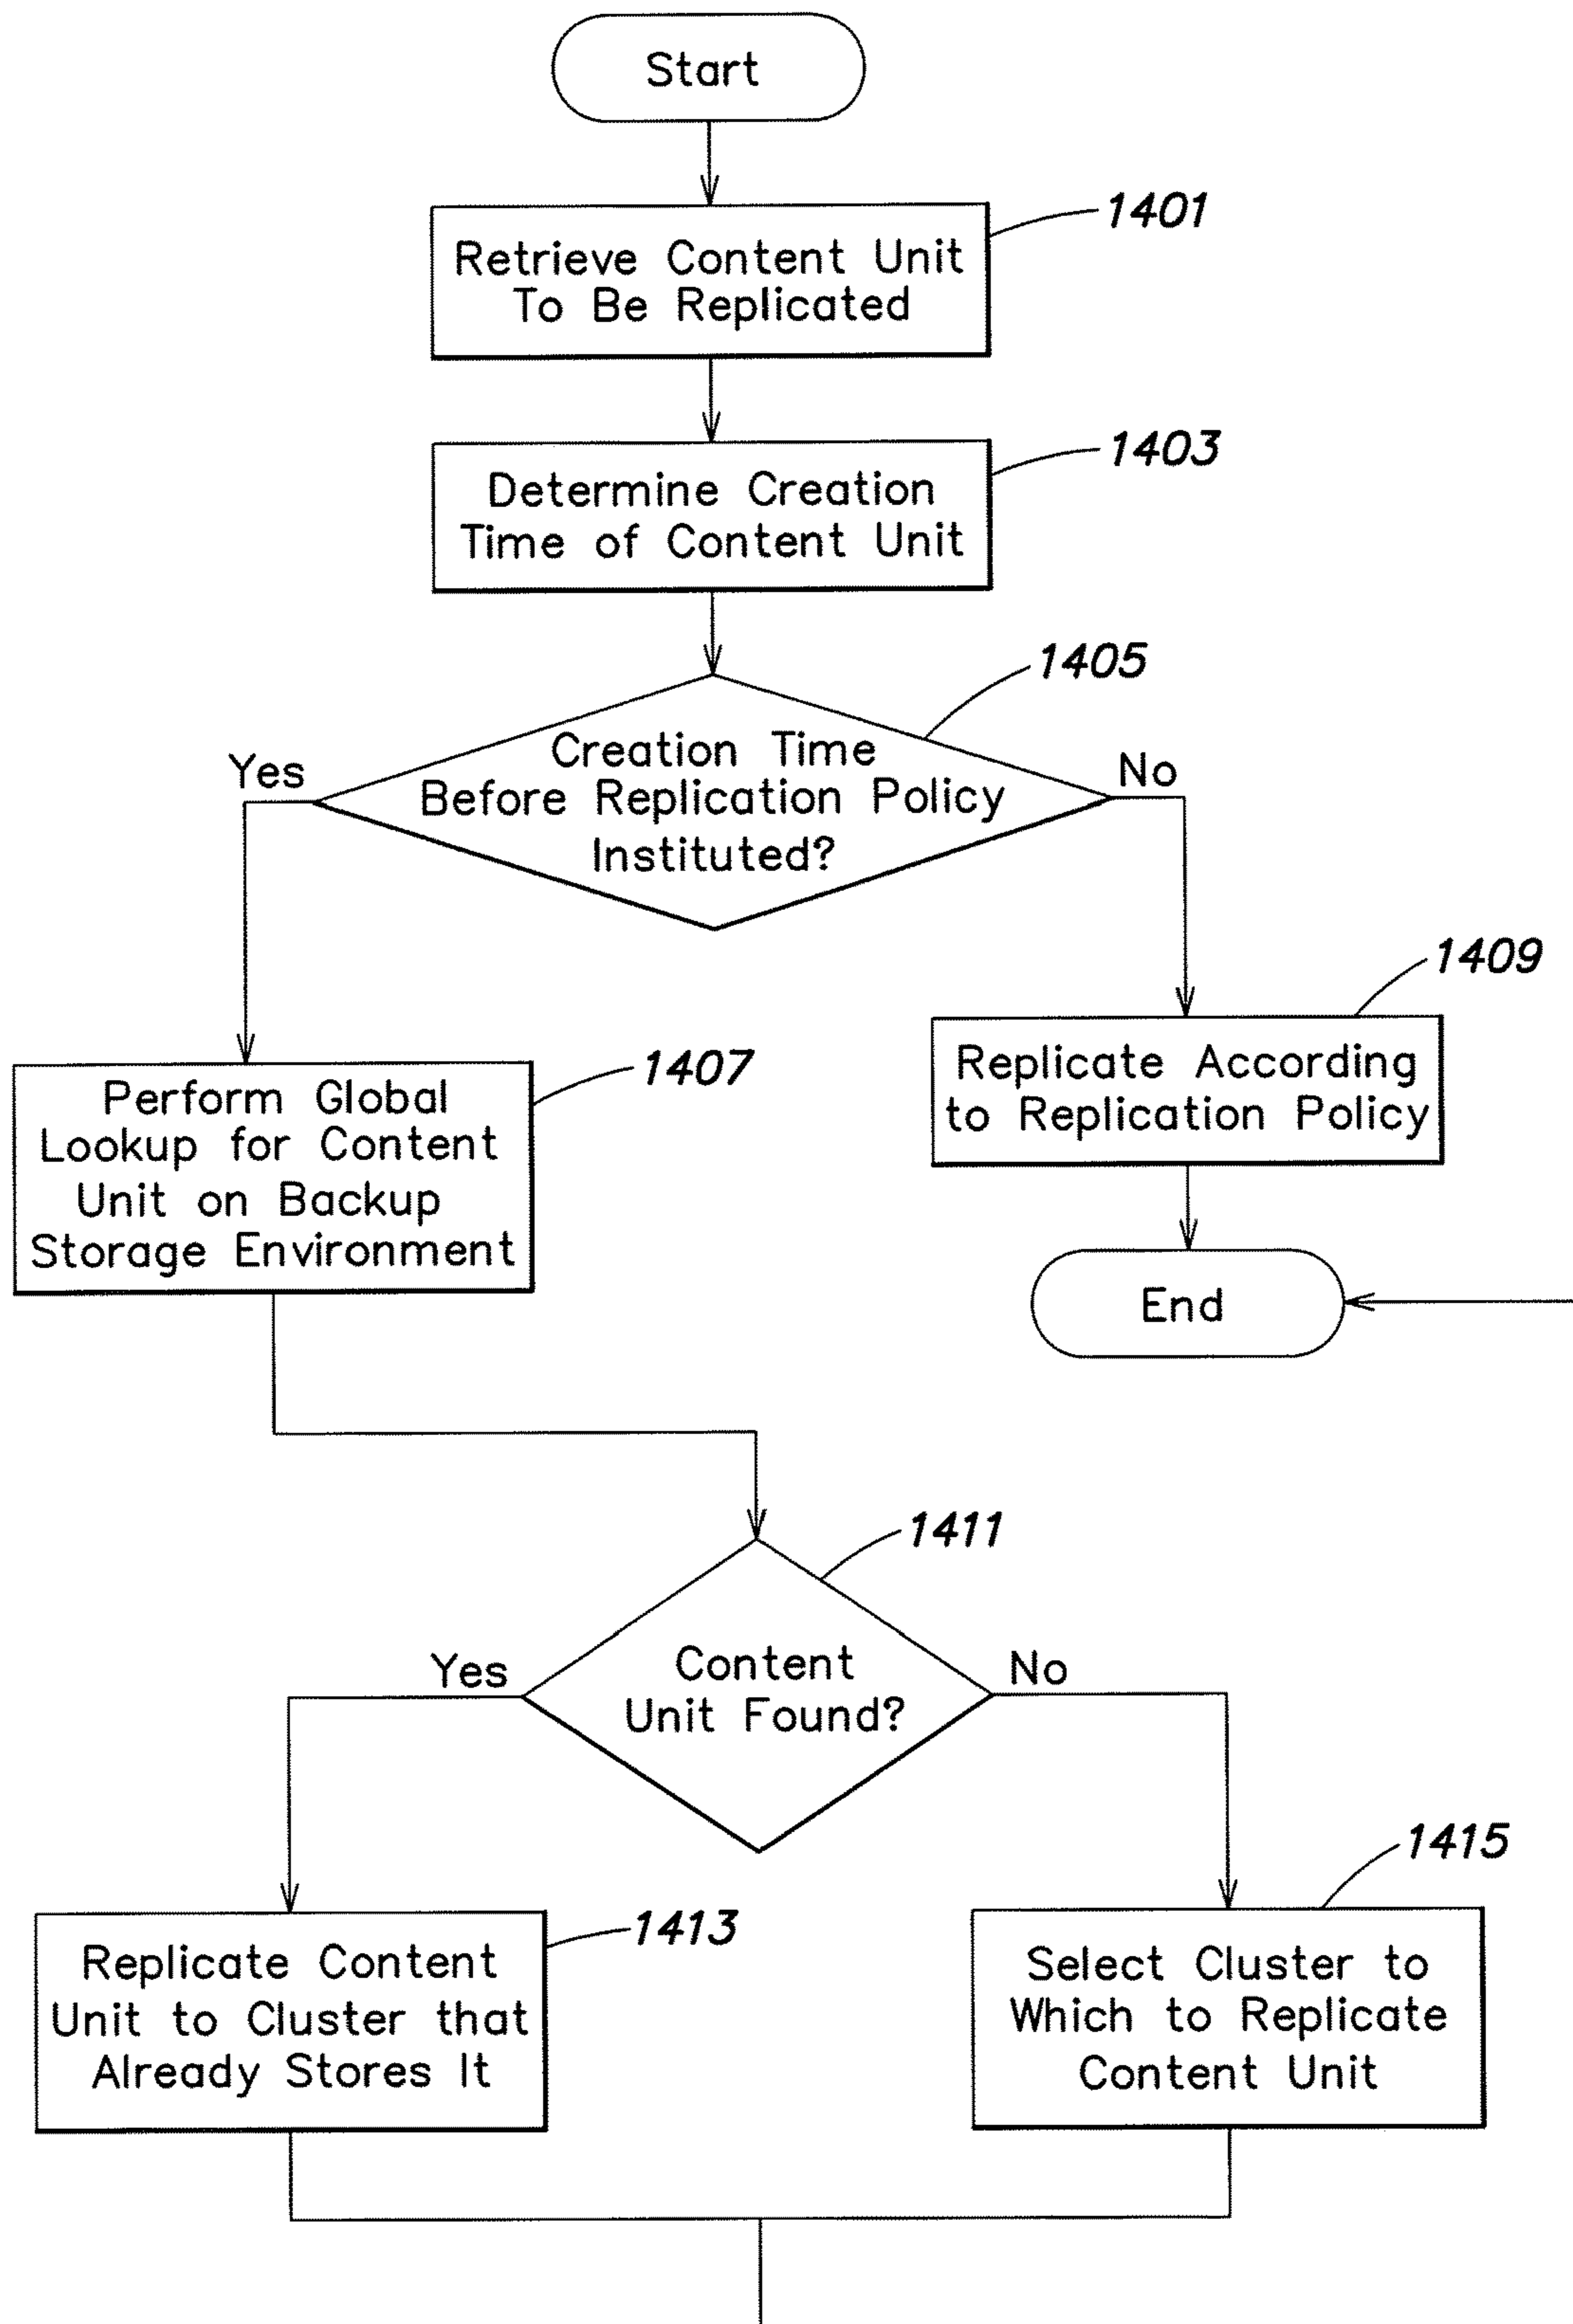 Start
1401
Retrieve Content Unit
To Be Replicated
1403
Determine Creation
Time of Content Unit
1405
Yes
Creation Time
Before Replication Policy
Instituted?
No
1409
1407
Replicate According
to Replication Policy
Perform Global
Lookup for Content
Unit on Backup
Storage Environment
End
1411
Yes
Content
Unit Found?
No
1415
1413
Replicate Content
Unit to Cluster that
Already Stores It
Select Cluster to
Which to Replicate
Content Unit